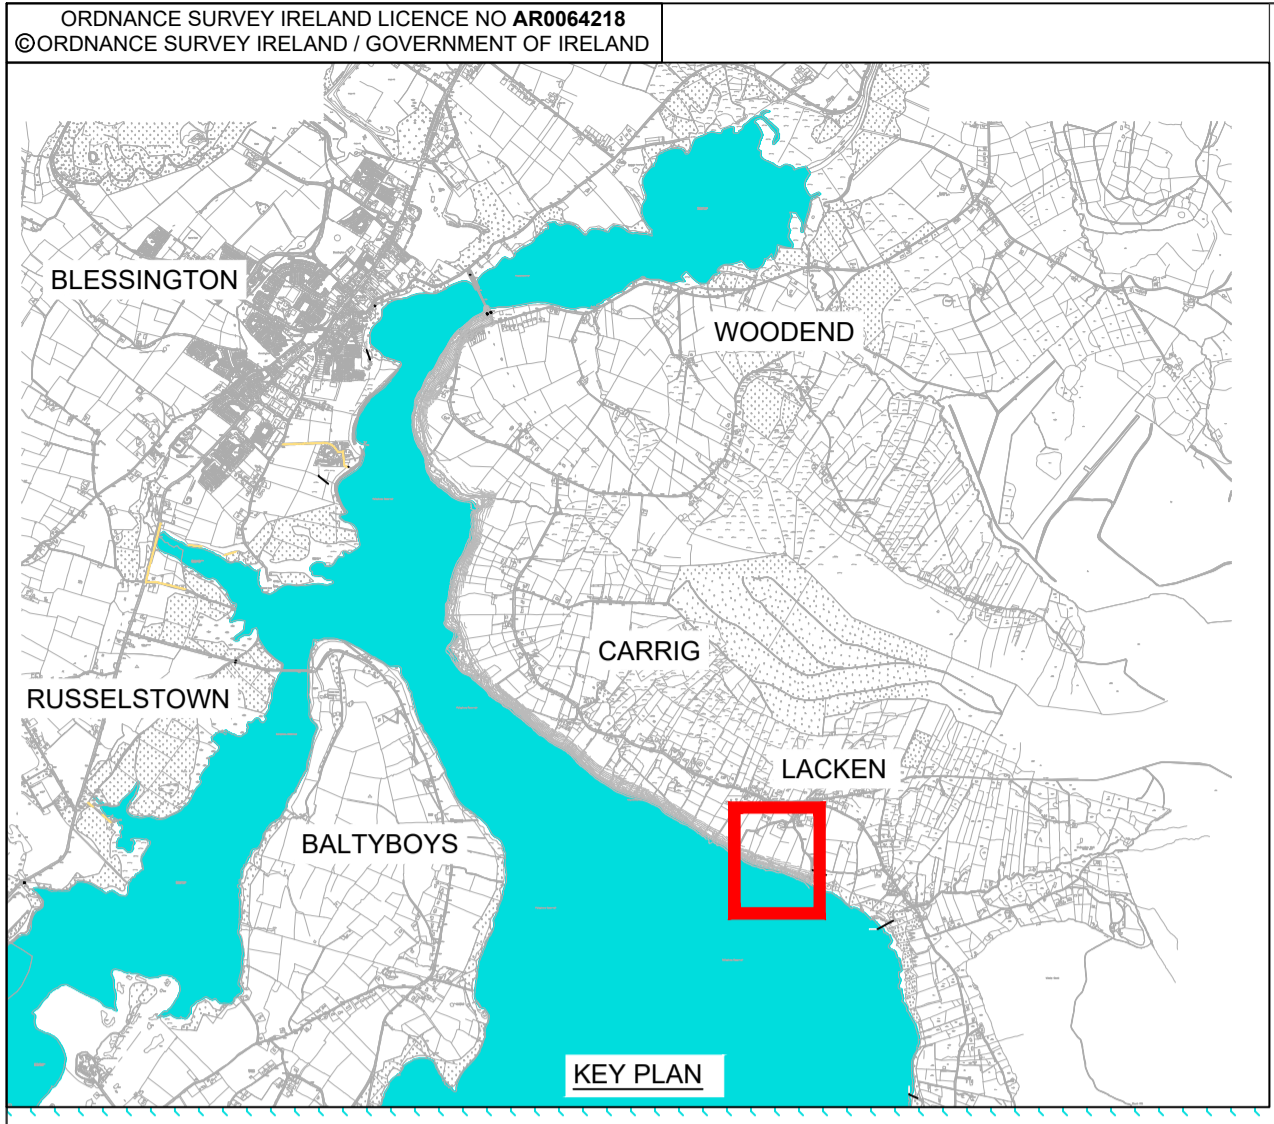 ORDNANCE SURVEY IRELAND LICENCE NO AR0064218
©ORDNANCE SURVEY IRELAND / GOVERNMENT OF IRELAND
BLESSINGTON
WOODEND
CARRIG
RUSSELSTOWN
LACKEN
BALTYBOYS
KEY PLAN